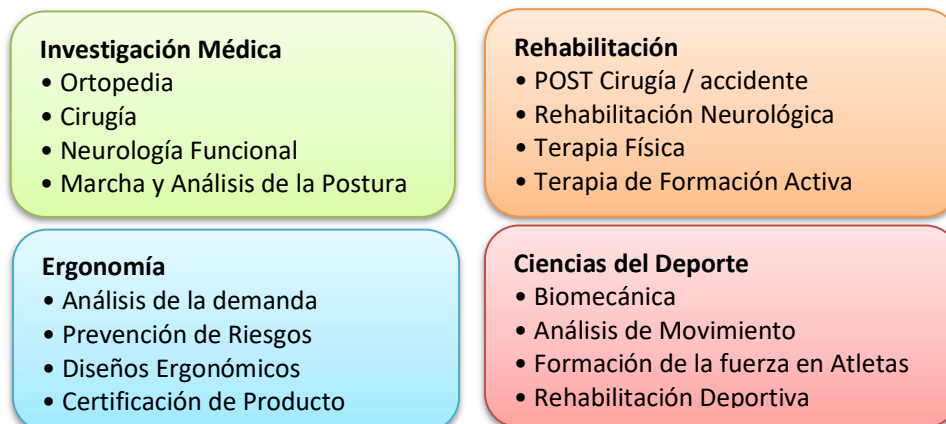 Investigación Médica
• Ortopedia
• Cirugía
• Neurología Funcional
• Marcha y Análisis de la Postura
Rehabilitación
• POST Cirugía / accidente
• Rehabilitación Neurológica
• Terapia Física
• Terapia de Formación Activa
Ergonomía
• Análisis de la demanda
• Prevención de Riesgos
• Diseños Ergonómicos
• Certificación de Producto
Ciencias del Deporte
• Biomecánica
• Análisis de Movimiento
• Formación de la fuerza en Atletas
• Rehabilitación Deportiva